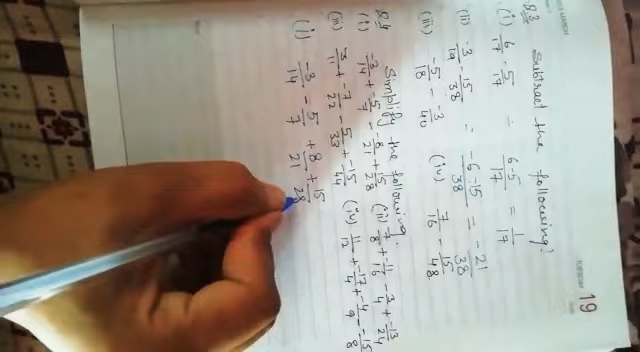 TUESDAY 19
MARCH
Q.3 Subtract the following:
(i) 6/17 - 5/17 = 6-5/17 = 1/17
(ii) -3/19 - 15/38 = -6-15/38 = -21/38
(iii) -5/18 - -3/40 (iv) 7/16 - 15/48
Q.4 Simplify the following:
(i) -3/14 + -5/7 - 8/21 + 15/28 (ii) 7/8 + 11/16 - 3/4 + 13/24
(iii) 3/11 + -7/22 - 5/33 + -15/44 (iv) 11/12 + -17/4 + -4/9 - -15/8
(i) -3/14 - 5/7 + 8/21 + 15/28